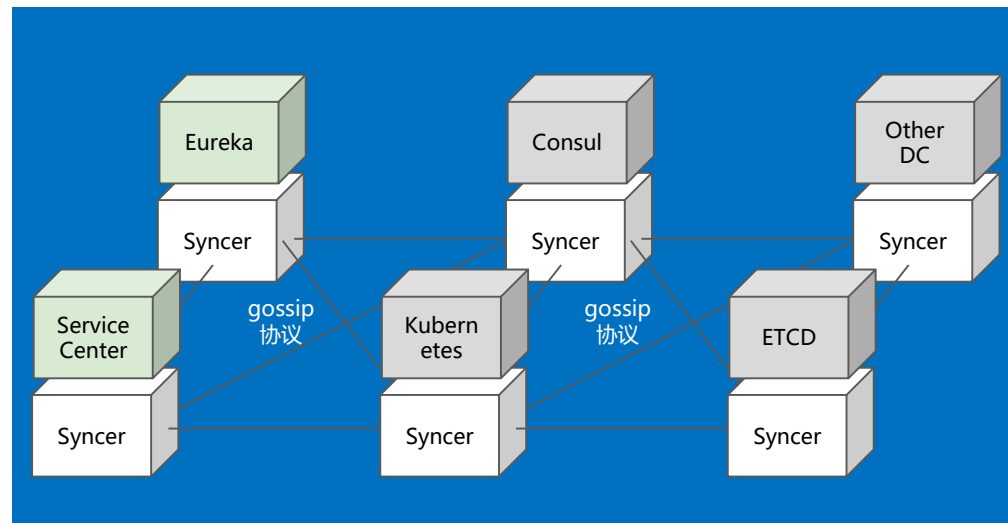 Eureka
Consul
Other
DC
Syncer
Syncer
Syncer
Service
Center
gossip
协议
Kubern
etes
gossip
协议
ETCD
Syncer
Syncer
Syncer